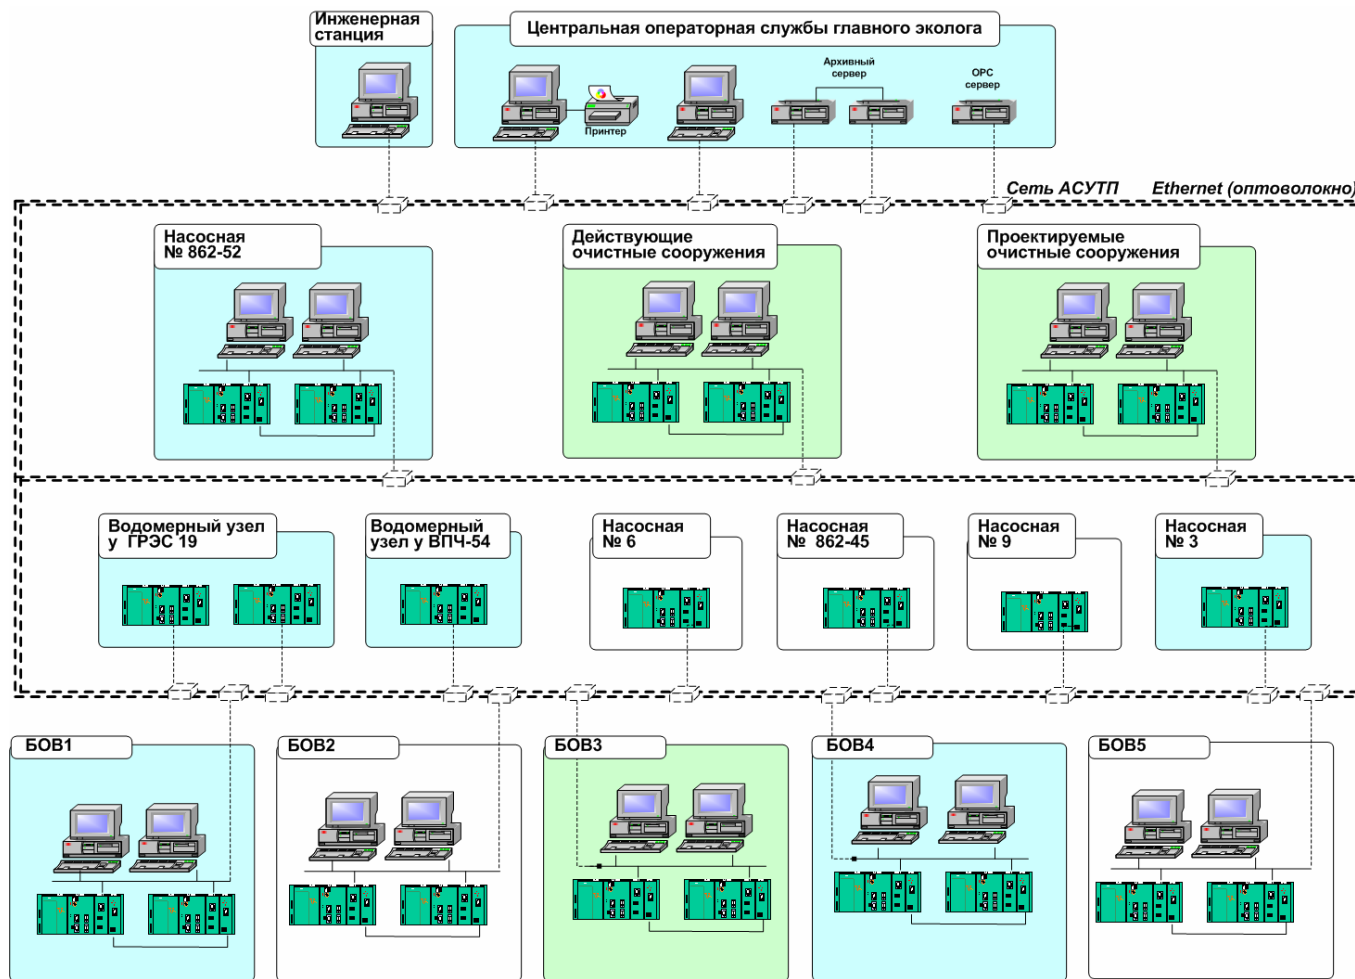 Инженерная
станция
Центральная операторная службы главного эколога
Архивный
сервер
OPC
сервер
Принтер
Сеть АСУТП Ethernet (оптоволокно)
Насосная
№ 862-52
Действующие
очистные сооружения
Проектируемые
очистные сооружения
Водомерный узел
у ГРЭС 19
Водомерный
узел у ВПЧ-54
Насосная
№ 6
Насосная
№ 862-45
Насосная
№ 9
Насосная
№ 3
БОВ1
БОВ2
БОВ3
БОВ4
БОВ5